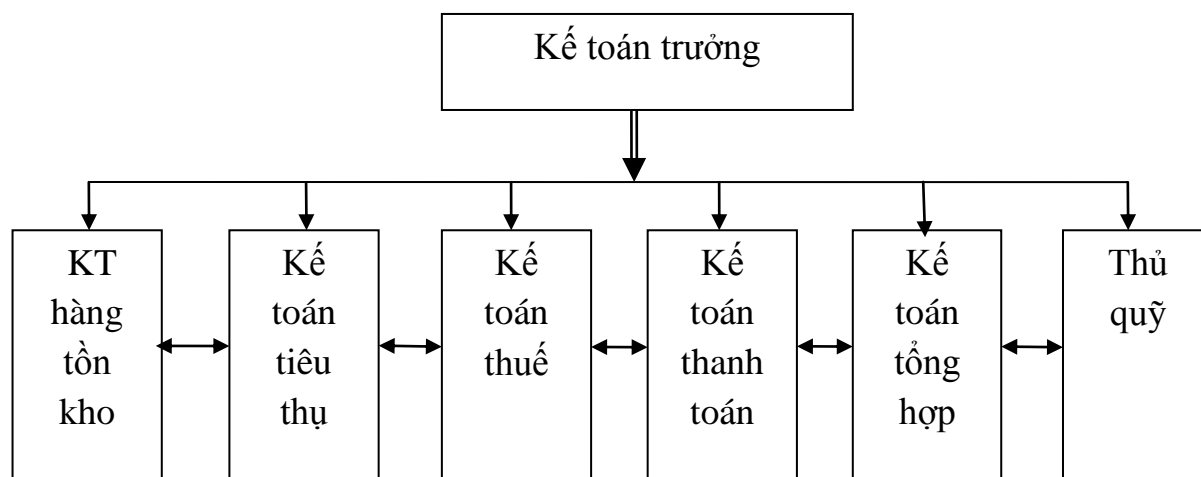 Kế toán trưởng
KT
hàng
tồn
kho
Kế
toán
tiêu
thụ
Kế
toán
thuế
Kế
toán
thanh
toán
Kế
toán
tổng
hợp
Thủ
quỹ